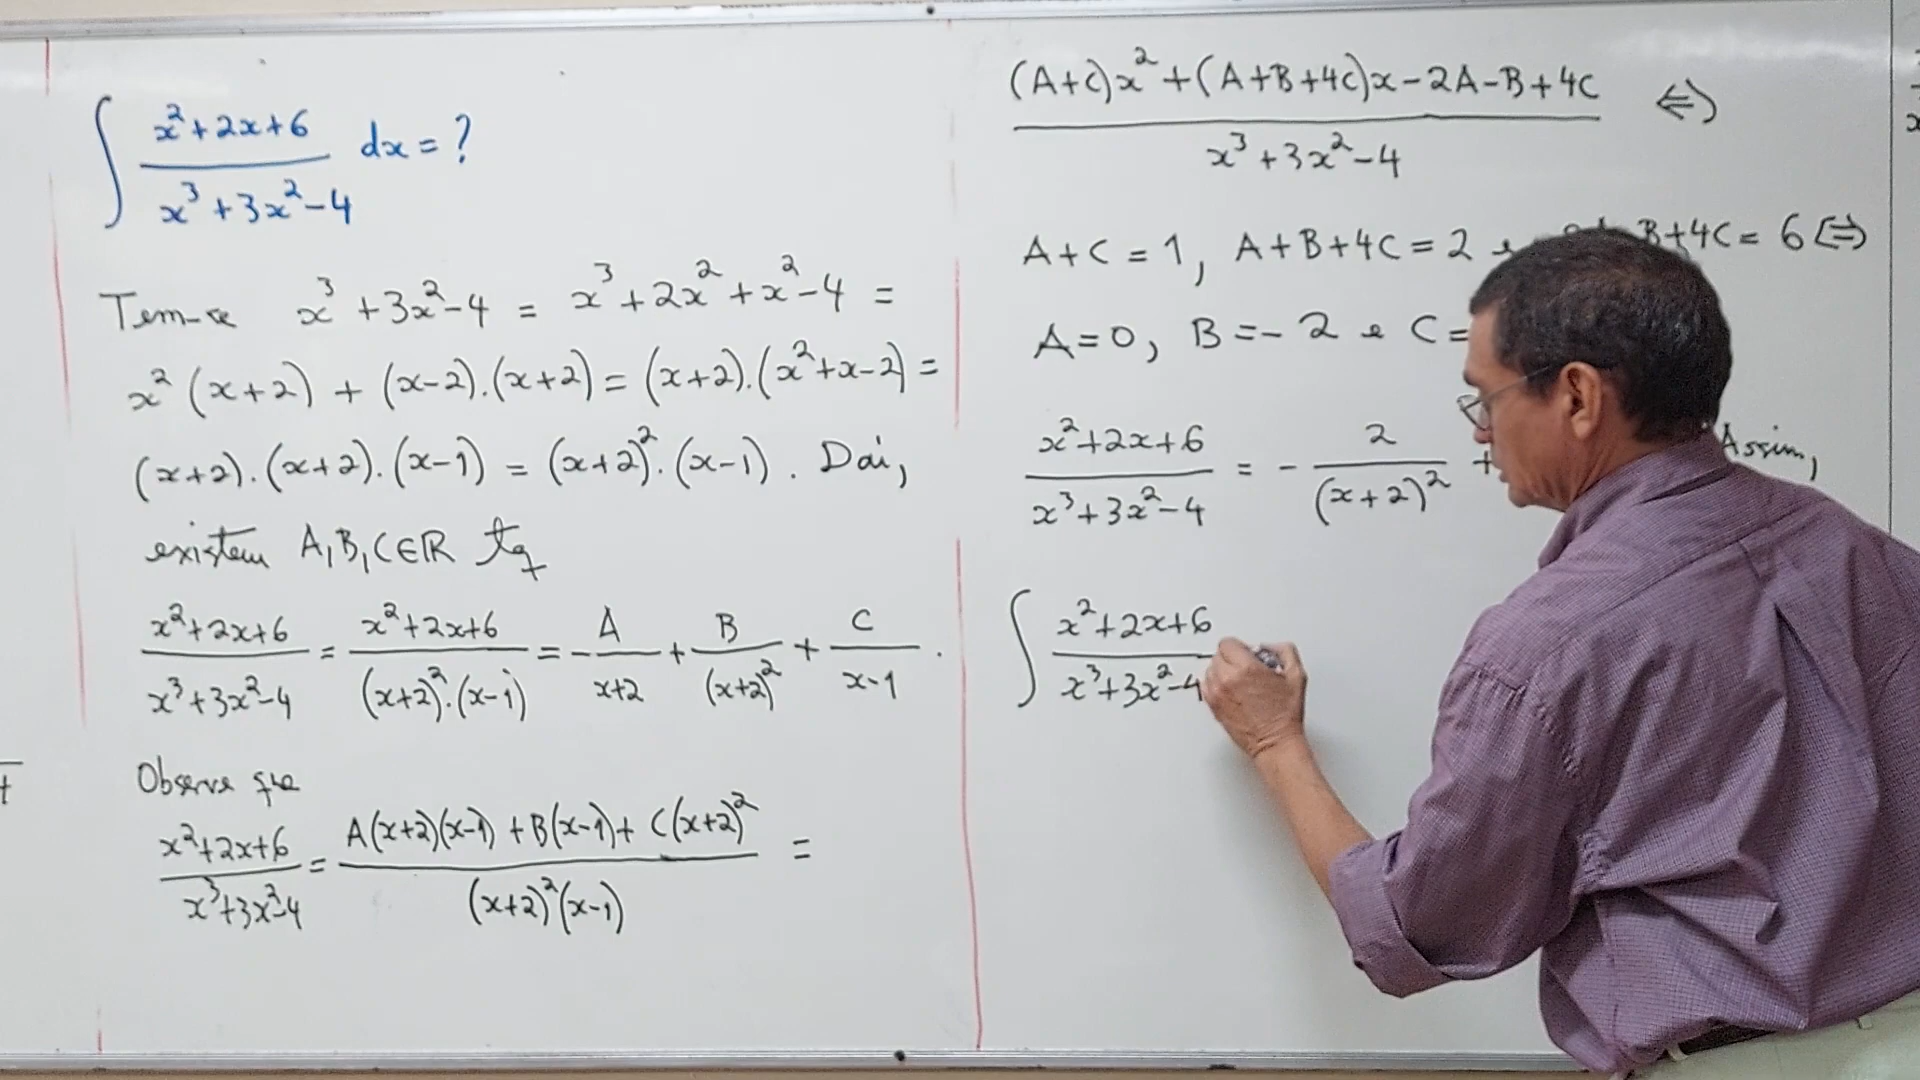 ∫ (x²+2x+6)/(x³+3x²-4) dx = ?
Tem-se x³+3x²-4 = x³+2x²+x²-4 =
x²(x+2) + (x-2).(x+2) = (x+2).(x²+x-2) =
(x+2).(x+2).(x-1) = (x+2)².(x-1). Daí,
existem A,B,C∈ℝ tq
(x²+2x+6)/(x³+3x²-4) = (x²+2x+6)/((x+2)².(x-1)) = A/(x+2) + B/(x+2)² + C/(x-1).
Observe que
(x²+2x+6)/(x³+3x²-4) = (A(x+2)(x-1)+B(x-1)+C(x+2)²)/((x+2)²(x-1)) =
((A+C)x²+(A+B+4C)x-2A-B+4C)/(x³+3x²-4) ⇔
A+C=1, A+B+4C=2 e B+4C=6 ⇔
A=0, B=-2 e C=
(x²+2x+6)/(x³+3x²-4) = - 2/(x+2)² + Assim,
∫ (x²+2x+6)/(x³+3x²-4)